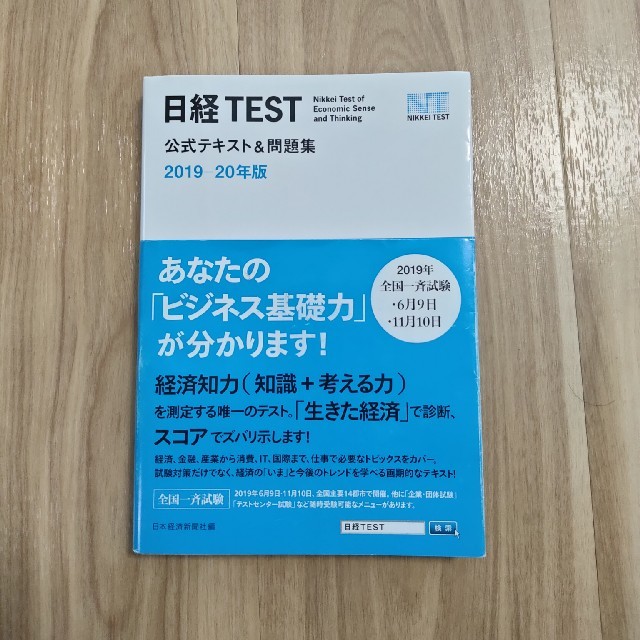 日経TEST
Nikkei Test of
Economic Sense
and Thinking
NIKKEI TEST
公式テキスト&問題集
2019-20年版
あなたの
「ビジネス基礎力」
が分かります!
2019年
全国一斉試験
・6月9日
・11月10日
経済知力(知識+考える力)
を測定する唯一のテスト。「生きた経済」で診断、
スコアでズバリ示します!
経済、金融、産業から消費、IT、国際まで、仕事で必要なトピックスをカバー。
試験対策だけでなく、経済の「いま」と今後のトレンドを学べる画期的なテキスト!
全国一斉試験
2019年6月9日・11月10日、全国主要14都市で開催。他に「企業・団体試験」
「テストセンター試験」など随時受験可能なメニューがあります。
日本経済新聞社編
日経TEST
検索